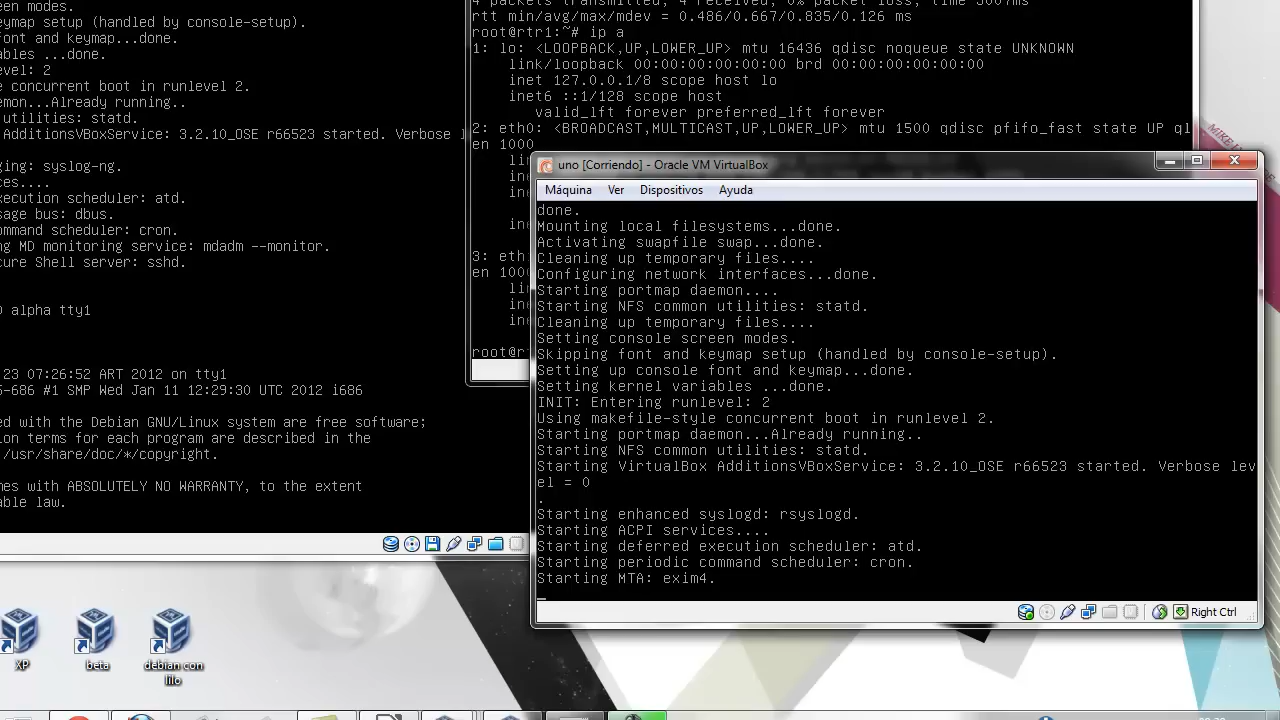 een modes.
eymap setup (handled by console-setup).
font and keymap...done.
ables ...done.
evel: 2
e concurrent boot in runlevel 2.
emon...Already running..
utilities: statd.
AdditionsVBoxService: 3.2.10_OSE r66523 started. Verbose l
ging: syslog-ng.
ces....
xecution scheduler: atd.
sage bus: dbus.
ommand scheduler: cron.
ng MD monitoring service: mdadm --monitor.
cure Shell server: sshd.
O alpha tty1
23 07:26:52 ART 2012 on tty1
5-686 #1 SMP Wed Jan 11 12:29:30 UTC 2012 i686
ed with the Debian GNU/Linux system are free software;
ion terms for each program are described in the
/usr/share/doc/*/copyright.
mes with ABSOLUTELY NO WARRANTY, to the extent
able law.
4 packets transmitted, 4 received, 0% packet loss, time 3007ms
rtt min/avg/max/mdev = 0.486/0.667/0.835/0.126 ms
root@rtr1:~# ip a
1: lo: <LOOPBACK,UP,LOWER_UP> mtu 16436 qdisc noqueue state UNKNOWN
link/loopback 00:00:00:00:00:00 brd 00:00:00:00:00:00
inet 127.0.0.1/8 scope host lo
inet6 ::1/128 scope host
valid_lft forever preferred_lft forever
2: eth0: <BROADCAST,MULTICAST,UP,LOWER_UP> mtu 1500 qdisc pfifo_fast state UP ql
en 1000
lin
ine
ine
ine
3: eth
en 1000
lin
ine
ine
root@r
uno [Corriendo] - Oracle VM VirtualBox
Máquina Ver Dispositivos Ayuda
done.
Mounting local filesystems...done.
Activating swapfile swap...done.
Cleaning up temporary files....
Configuring network interfaces...done.
Starting portmap daemon....
Starting NFS common utilities: statd.
Cleaning up temporary files....
Setting console screen modes.
Skipping font and keymap setup (handled by console-setup).
Setting up console font and keymap...done.
Setting kernel variables ...done.
INIT: Entering runlevel: 2
Using makefile-style concurrent boot in runlevel 2.
Starting portmap daemon...Already running..
Starting NFS common utilities: statd.
Starting VirtualBox AdditionsVBoxService: 3.2.10_OSE r66523 started. Verbose lev
el = 0
.
Starting enhanced syslogd: rsyslogd.
Starting ACPI services....
Starting deferred execution scheduler: atd.
Starting periodic command scheduler: cron.
Starting MTA: exim4.
Right Ctrl
XP
beta
debian con
lilo